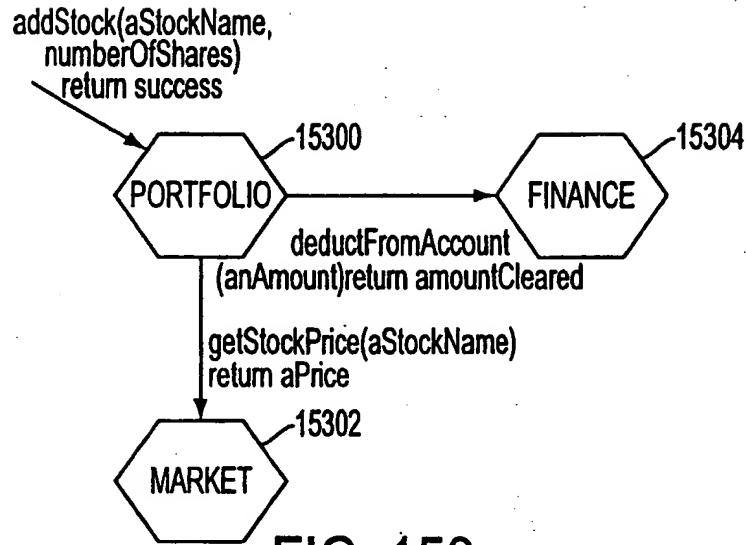 addStock(aStockName,
numberOfShares)
return success
15300
15304
PORTFOLIO
FINANCE
deductFromAccount
(anAmount)return amountCleared
getStockPrice(aStockName)
return aPrice
15302
MARKET